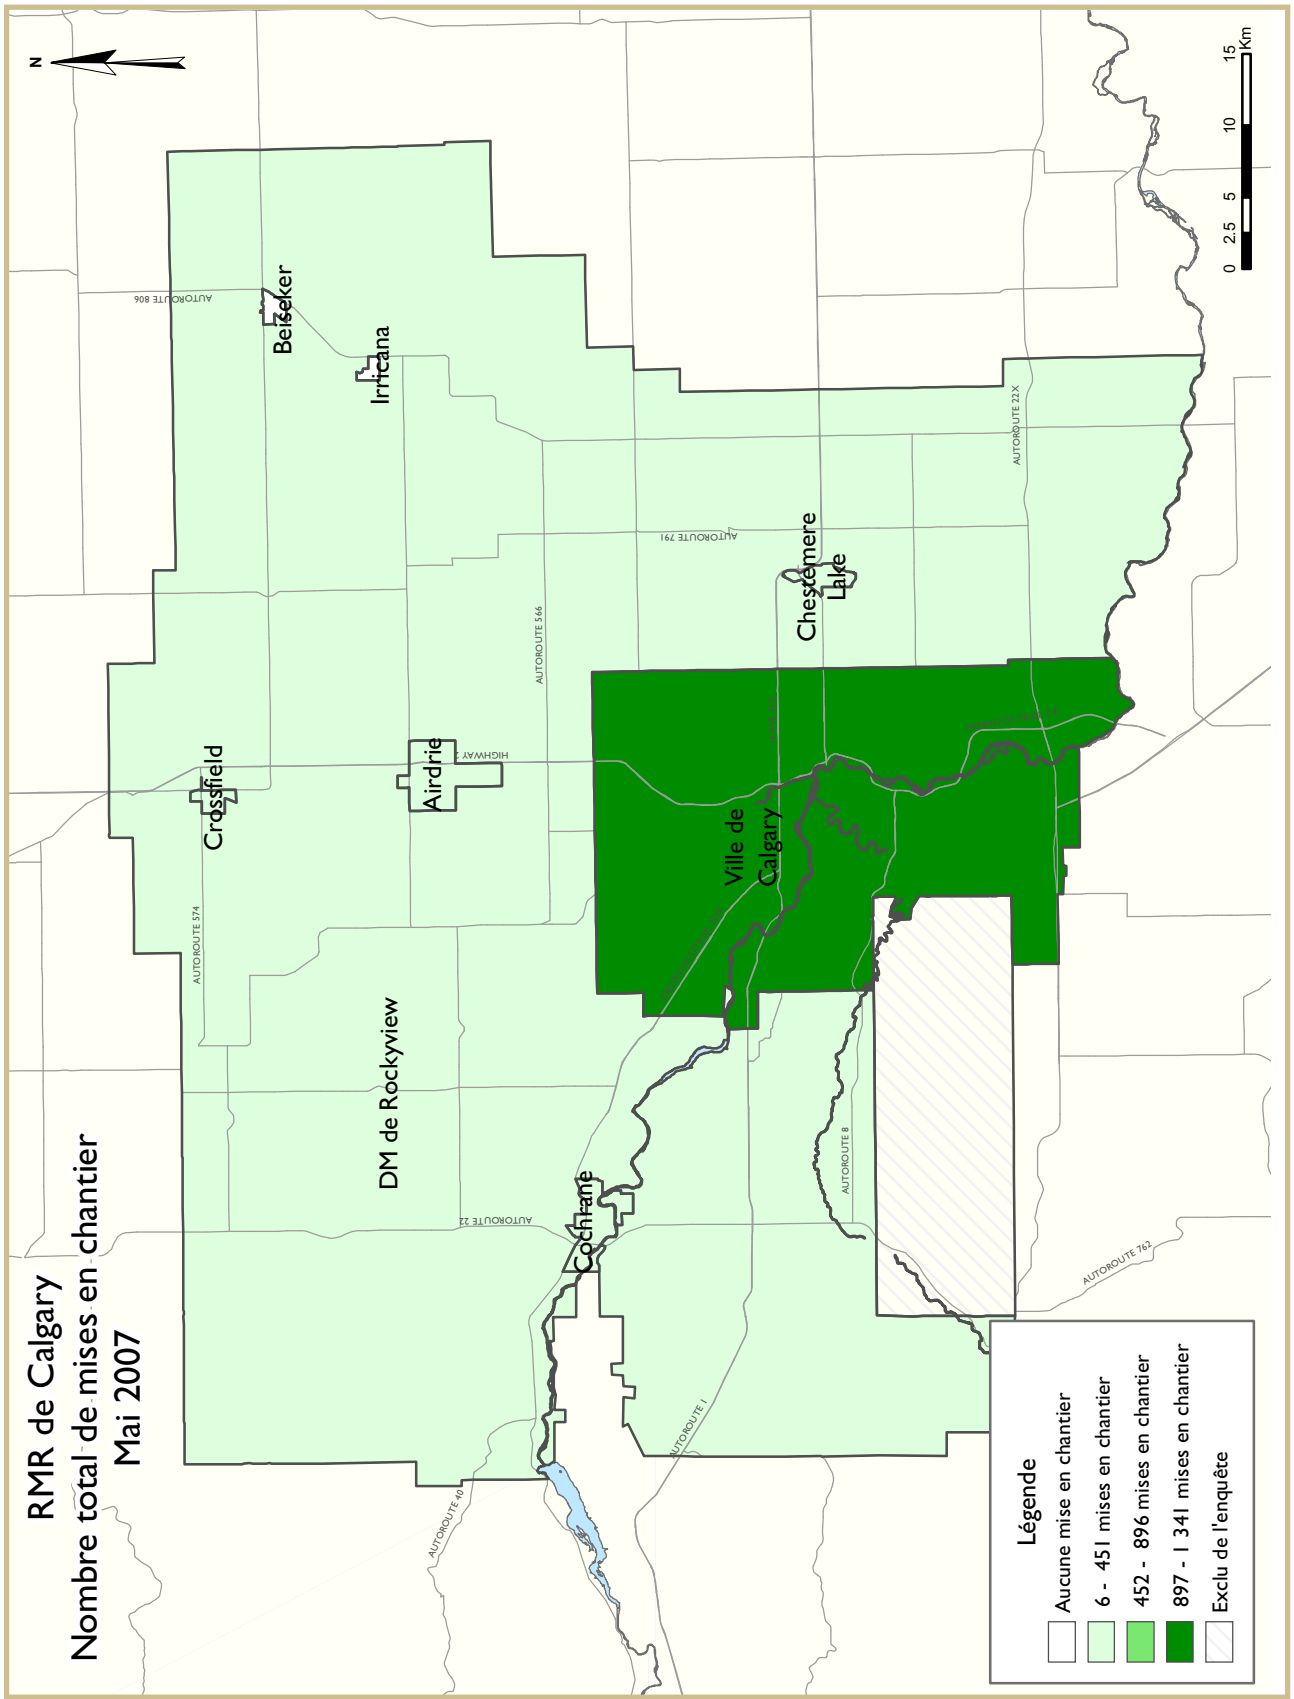 RMR de Calgary
Nombre total de mises en chantier
Mai 2007
N
AUTOROUTE 806
Beiseker
Irricana
Crossfield
AUTOROUTE 574
Airdrie
HIGHWAY 2
AUTOROUTE 566
DM de Rockyview
AUTOROUTE 22
Cochrane
AUTOROUTE 40
AUTOROUTE 1
AUTOROUTE 791
Chestemere
Lake
Ville de
Calgary
AUTOROUTE 8
AUTOROUTE 22X
AUTOROUTE 762
Légende
Aucune mise en chantier
6 - 451 mises en chantier
452 - 896 mises en chantier
897 - 1 341 mises en chantier
Exclu de l'enquête
0 2.5 5 10 15
Km